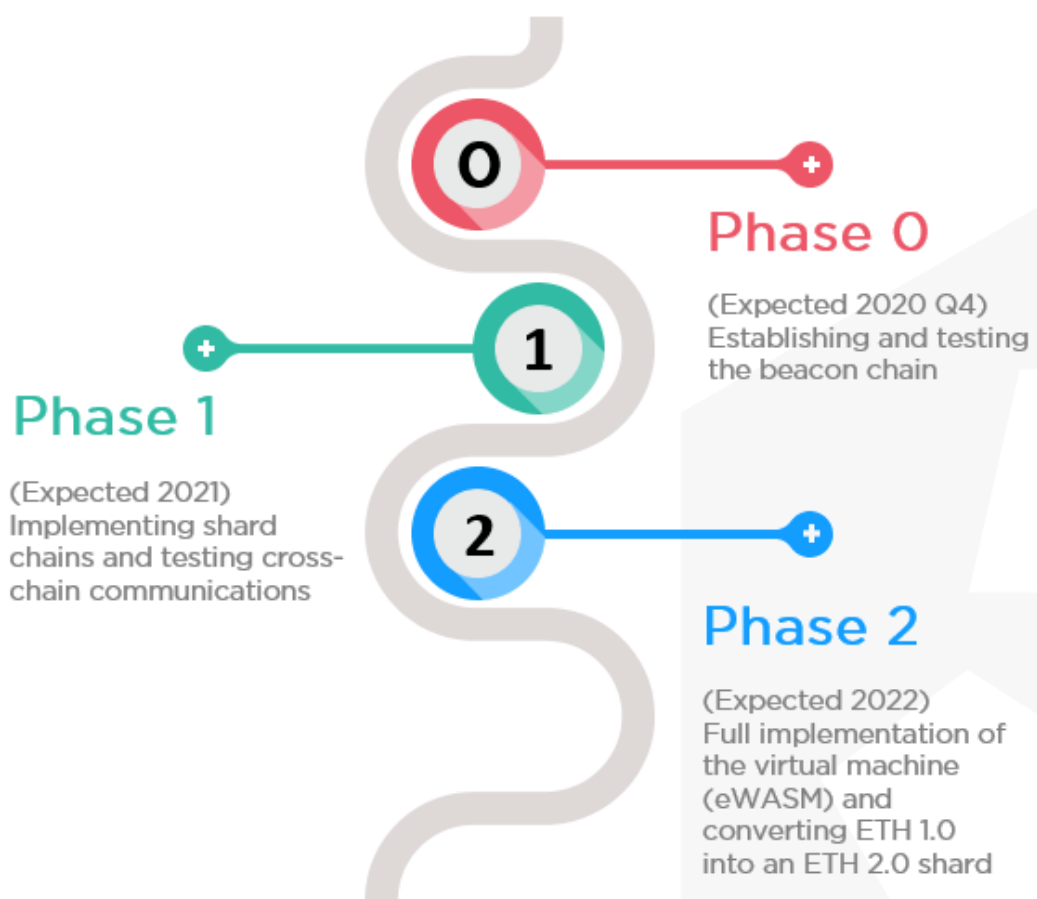 0
Phase 0
(Expected 2020 Q4)
Establishing and testing
the beacon chain
1
Phase 1
(Expected 2021)
Implementing shard
chains and testing cross-
chain communications
2
Phase 2
(Expected 2022)
Full implementation of
the virtual machine
(eWASM) and
converting ETH 1.0
into an ETH 2.0 shard